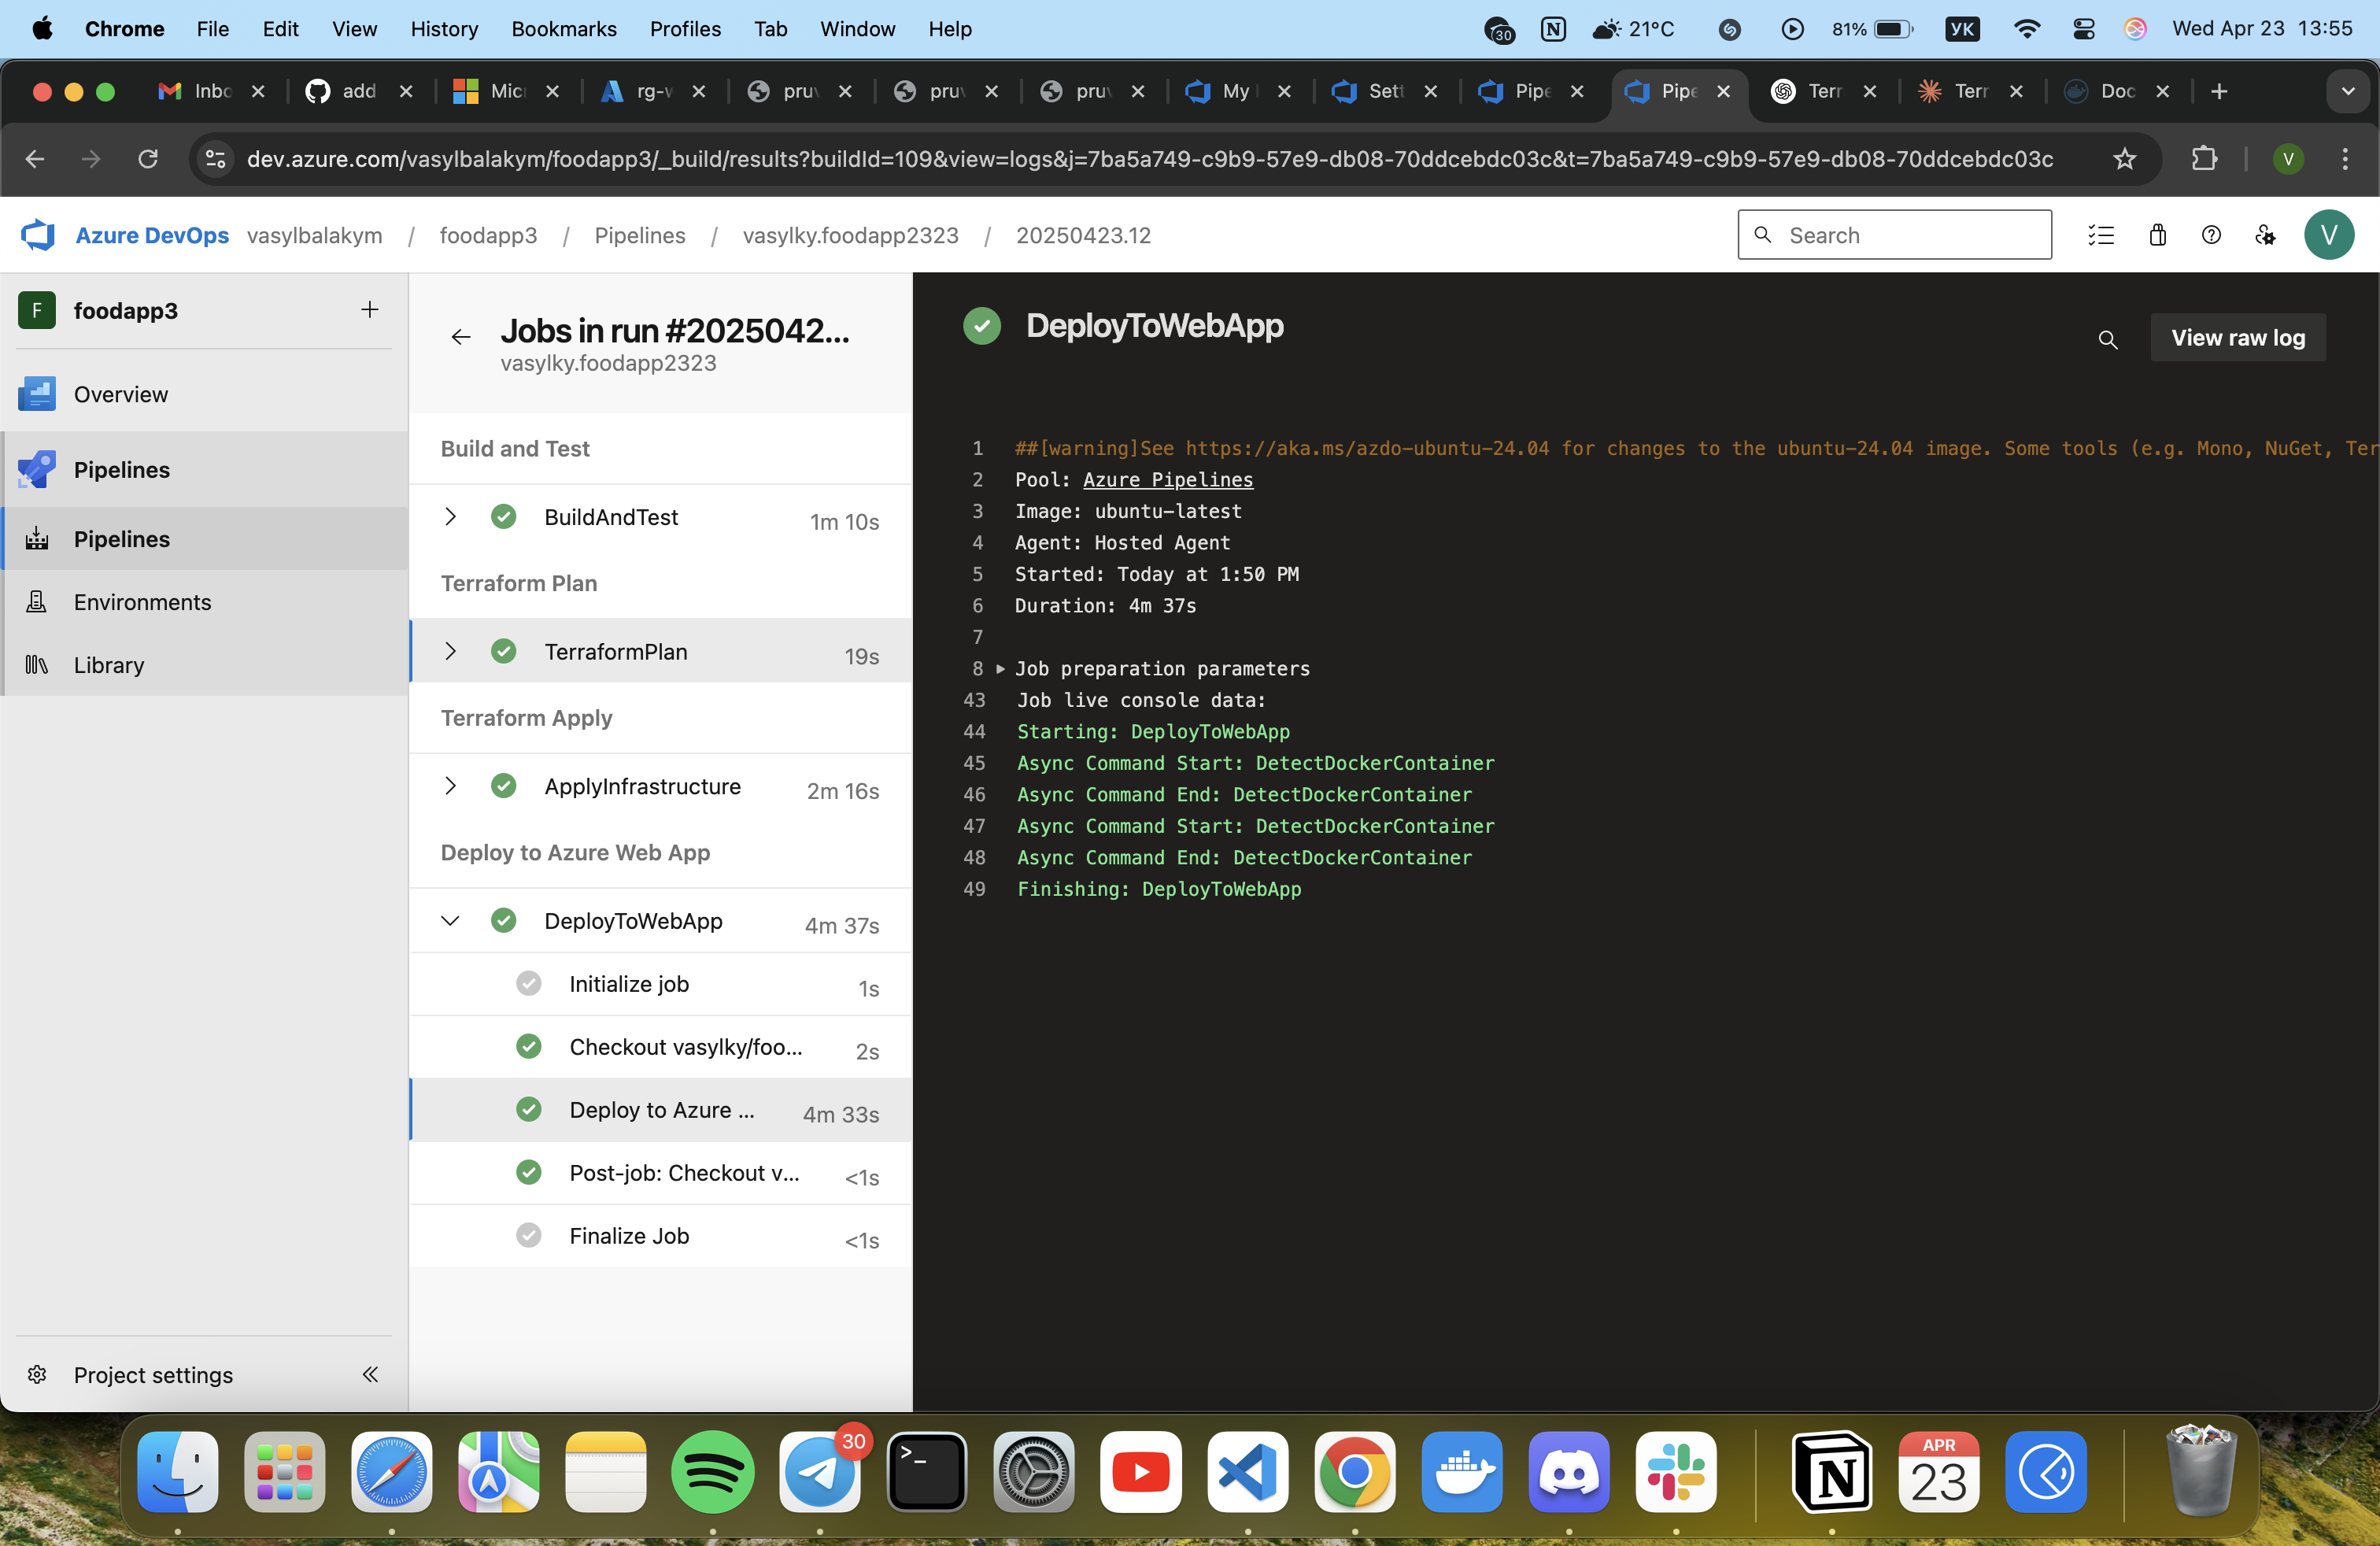 Chrome File Edit View History Bookmarks Profiles Tab Window Help 30 21°C 81% УК Wed Apr 23 13:55
Inbo add Micr rg-w pruv pruv pruv My Sett Pipe Pipe Terr Terr Doc
dev.azure.com/vasylbalakym/foodapp3/_build/results?buildId=109&view=logs&j=7ba5a749-c9b9-57e9-db08-70ddcebdc03c&t=7ba5a749-c9b9-57e9-db08-70ddcebdc03c V
Azure DevOps vasylbalakym / foodapp3 / Pipelines / vasylky.foodapp2323 / 20250423.12 Search V
F foodapp3
Overview
Pipelines
Pipelines
Environments
Library
Project settings
Jobs in run #2025042...
vasylky.foodapp2323
Build and Test
BuildAndTest 1m 10s
Terraform Plan
TerraformPlan 19s
Terraform Apply
ApplyInfrastructure 2m 16s
Deploy to Azure Web App
DeployToWebApp 4m 37s
Initialize job 1s
Checkout vasylky/foo... 2s
Deploy to Azure ... 4m 33s
Post-job: Checkout v... <1s
Finalize Job <1s
DeployToWebApp
View raw log
1 ##[warning]See https://aka.ms/azdo-ubuntu-24.04 for changes to the ubuntu-24.04 image. Some tools (e.g. Mono, NuGet, Ter
2 Pool: Azure Pipelines
3 Image: ubuntu-latest
4 Agent: Hosted Agent
5 Started: Today at 1:50 PM
6 Duration: 4m 37s
7
8 Job preparation parameters
43 Job live console data:
44 Starting: DeployToWebApp
45 Async Command Start: DetectDockerContainer
46 Async Command End: DetectDockerContainer
47 Async Command Start: DetectDockerContainer
48 Async Command End: DetectDockerContainer
49 Finishing: DeployToWebApp
30
APR
23